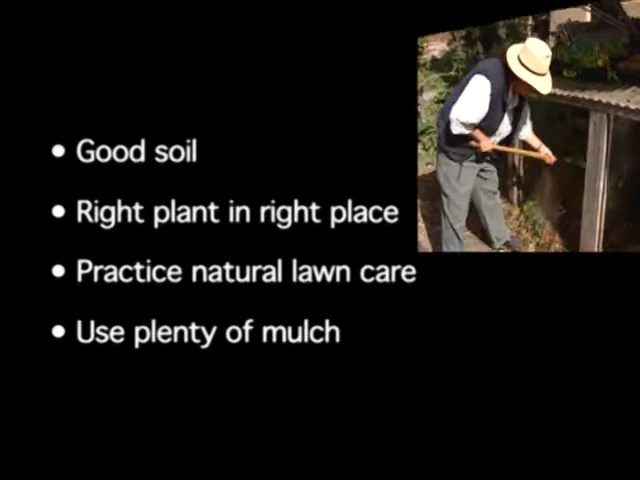 • Good soil
• Right plant in right place
• Practice natural lawn care
• Use plenty of mulch